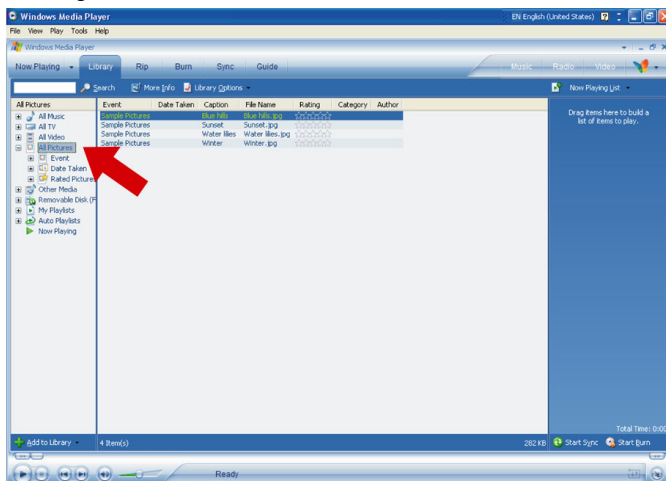 Windows Media Player
EN English (United States)
File View Play Tools Help
Windows Media Player
Now Playing Library Rip Burn Sync Guide Music Radio Video
Search More Info Library Options Now Playing List
All Pictures
Event Date Taken Caption File Name Rating Category Author
Sample Pictures Blue hills Blue hills.jpg
Sample Pictures Sunset Sunset.jpg
Sample Pictures Water lilies Water lilies.jpg
Sample Pictures Winter Winter.jpg
All Music
All TV
All Video
All Pictures
Event
Date Taken
Rated Pictures
Other Media
Removable Disk (F
My Playlists
Auto Playlists
Now Playing
Drag items here to build a
list of items to play.
Total Time: 0:00
Add to Library 4 Item(s) 282 KB Start Sync Start Burn
Ready